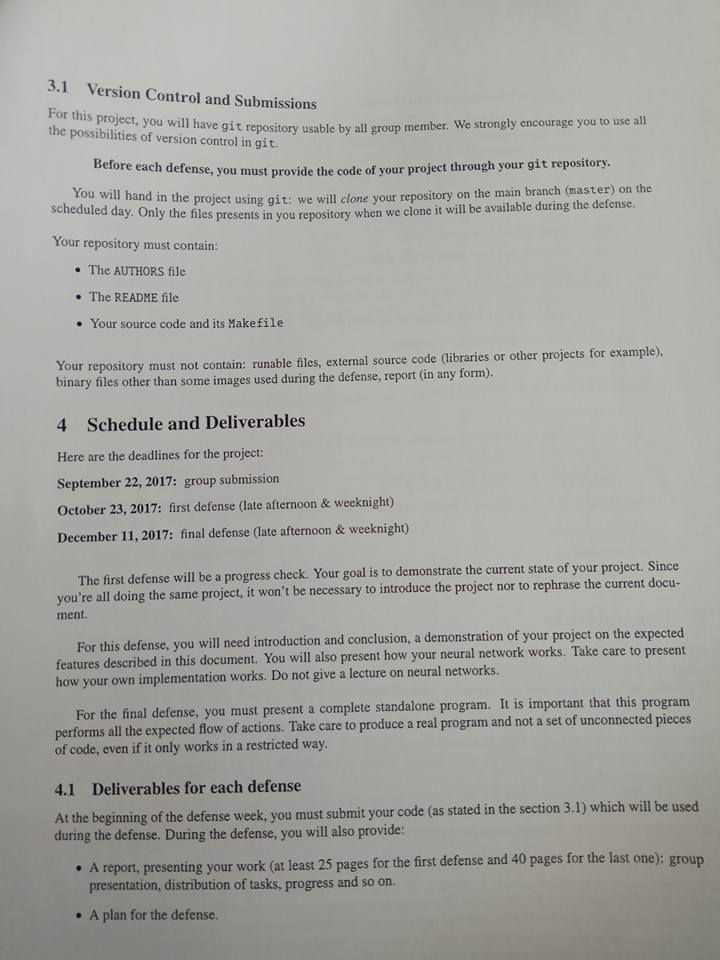 3.1 Version Control and Submissions
For this project, you will have git repository usable by all group member. We strongly encourage you to use all
the possibilities of version control in git.
Before each defense, you must provide the code of your project through your git repository.
You will hand in the project using git: we will clone your repository on the main branch (master) on the
scheduled day. Only the files presents in you repository when we clone it will be available during the defense.
Your repository must contain:
• The AUTHORS file
• The README file
• Your source code and its Makefile
Your repository must not contain: runable files, external source code (libraries or other projects for example),
binary files other than some images used during the defense, report (in any form).
4 Schedule and Deliverables
Here are the deadlines for the project:
September 22, 2017: group submission
October 23, 2017: first defense (late afternoon & weeknight)
December 11, 2017: final defense (late afternoon & weeknight)
The first defense will be a progress check. Your goal is to demonstrate the current state of your project. Since
you're all doing the same project, it won't be necessary to introduce the project nor to rephrase the current docu-
ment.
For this defense, you will need introduction and conclusion, a demonstration of your project on the expected
features described in this document. You will also present how your neural network works. Take care to present
how your own implementation works. Do not give a lecture on neural networks.
For the final defense, you must present a complete standalone program. It is important that this program
performs all the expected flow of actions. Take care to produce a real program and not a set of unconnected pieces
of code, even if it only works in a restricted way.
4.1 Deliverables for each defense
At the beginning of the defense week, you must submit your code (as stated in the section 3.1) which will be used
during the defense. During the defense, you will also provide:
• A report, presenting your work (at least 25 pages for the first defense and 40 pages for the last one): group
presentation, distribution of tasks, progress and so on.
• A plan for the defense.